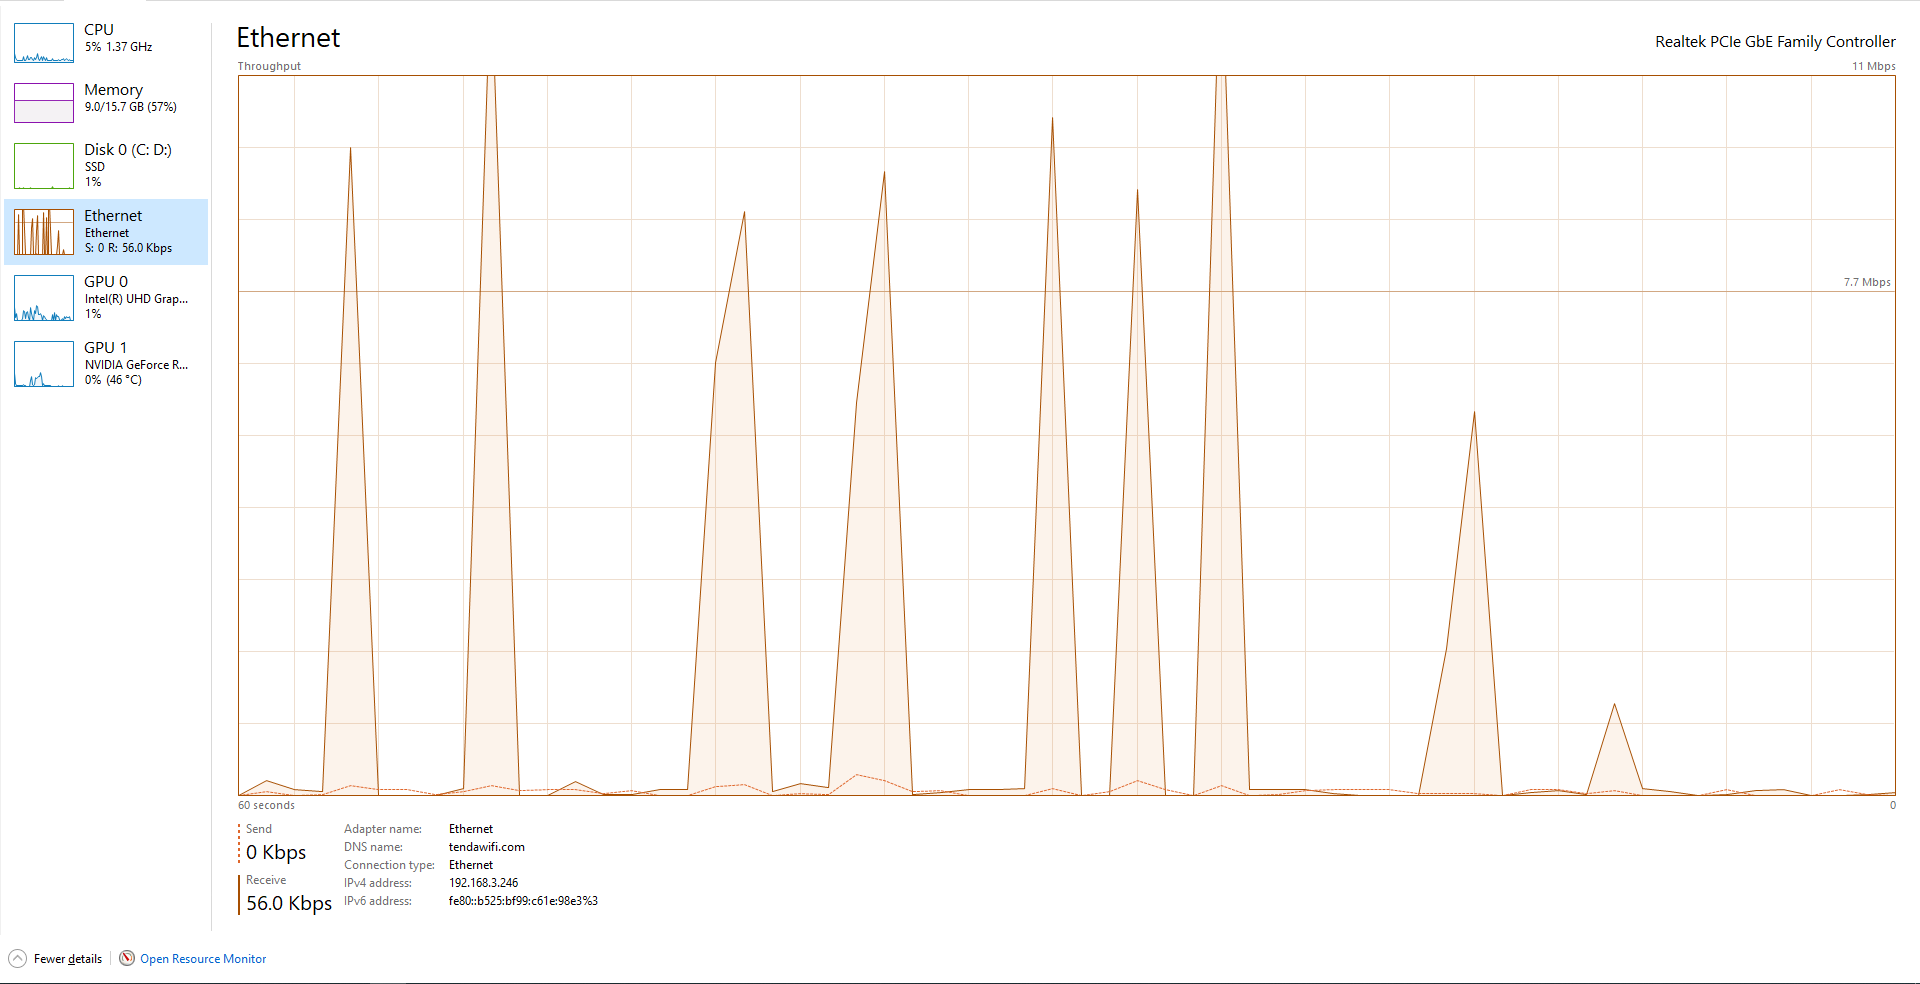 CPU
5% 1.37 GHz
Memory
9.0/15.7 GB (57%)
Disk 0 (C: D:)
SSD
1%
Ethernet
Ethernet
S: 0 R: 56.0 Kbps
GPU 0
Intel(R) UHD Grap...
1%
GPU 1
NVIDIA GeForce R...
0% (46 °C)
Ethernet
Realtek PCIe GbE Family Controller
Throughput
11 Mbps
7.7 Mbps
60 seconds
0
Send
0 Kbps
Receive
56.0 Kbps
Adapter name: Ethernet
DNS name: tendawifi.com
Connection type: Ethernet
IPv4 address: 192.168.3.246
IPv6 address: fe80::b525:bf99:c61e:98e3%3
Fewer details
Open Resource Monitor